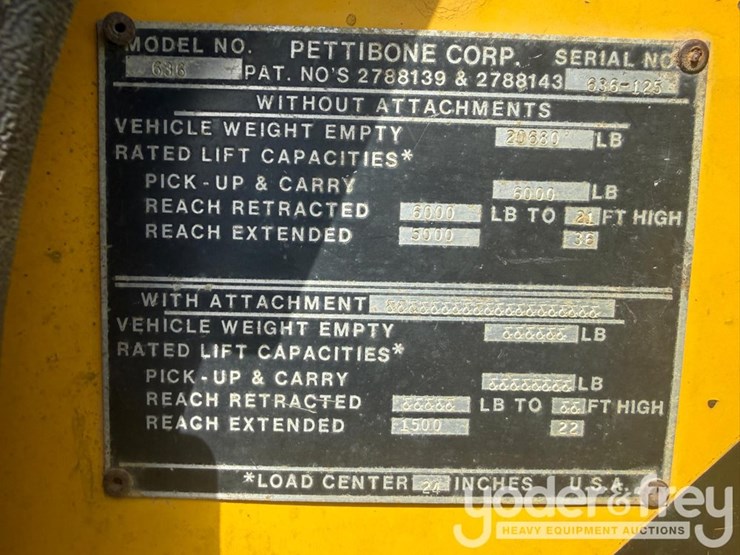 MODEL NO. PETTIBONE CORP. SERIAL NO.
636 PAT. NO'S 2788139 & 2788143 636-125
WITHOUT ATTACHMENTS
VEHICLE WEIGHT EMPTY 20680 LB
RATED LIFT CAPACITIES*
PICK-UP & CARRY 6000 LB
REACH RETRACTED 6000 LB TO 21 FT HIGH
REACH EXTENDED 5000 36
WITH ATTACHMENT
VEHICLE WEIGHT EMPTY LB
RATED LIFT CAPACITIES*
PICK-UP & CARRY LB
REACH RETRACTED LB TO FT HIGH
REACH EXTENDED 1500 22
*LOAD CENTER 24 INCHES U.S.A.
yoder & frey
HEAVY EQUIPMENT AUCTIONS